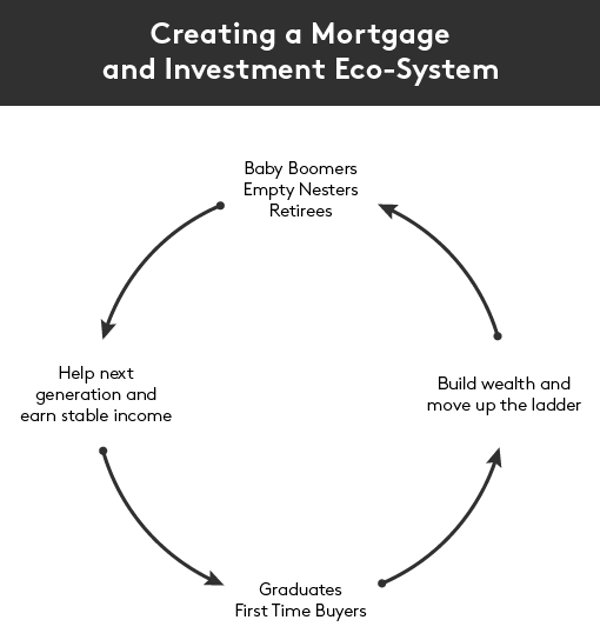 Creating a Mortgage
and Investment Eco-System
Baby Boomers
Empty Nesters
Retirees
Help next
generation and
earn stable income
Build wealth and
move up the ladder
Graduates
First Time Buyers